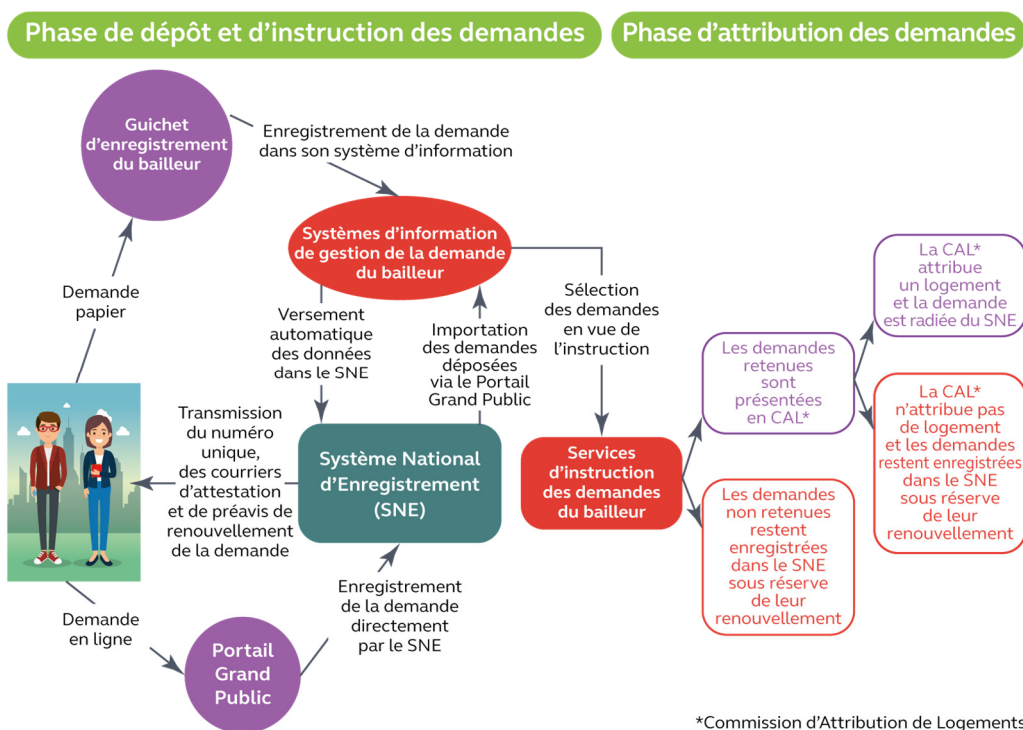 Phase de dépôt et d'instruction des demandes
Phase d'attribution des demandes
Guichet
d'enregistrement
du bailleur
Enregistrement de la demande
dans son système d'information
Systèmes d'information
de gestion de la demande
du bailleur
Demande
papier
Versement
automatique
des données
dans le SNE
Importation
des demandes
déposées
via le Portail
Grand Public
Sélection
des demandes
en vue de
l'instruction
Transmission
du numéro
unique,
des courriers
d'attestation
et de préavis de
renouvellement
de la demande
Système National
d'Enregistrement
(SNE)
Services
d'instruction
des demandes
du bailleur
Demande
en ligne
Portail
Grand
Public
Enregistrement
de la demande
directement
par le SNE
Les demandes
retenues
sont
présentées
en CAL*
Les demandes
non retenues
restent
enregistrées
dans le SNE
sous réserve
de leur
renouvellement
La CAL*
attribue
un logement
et la demande
est radiée du SNE
La CAL*
n'attribue pas
de logement
et les demandes
restent enregistrées
dans le SNE
sous réserve
de leur
renouvellement
*Commission d'Attribution de Logements